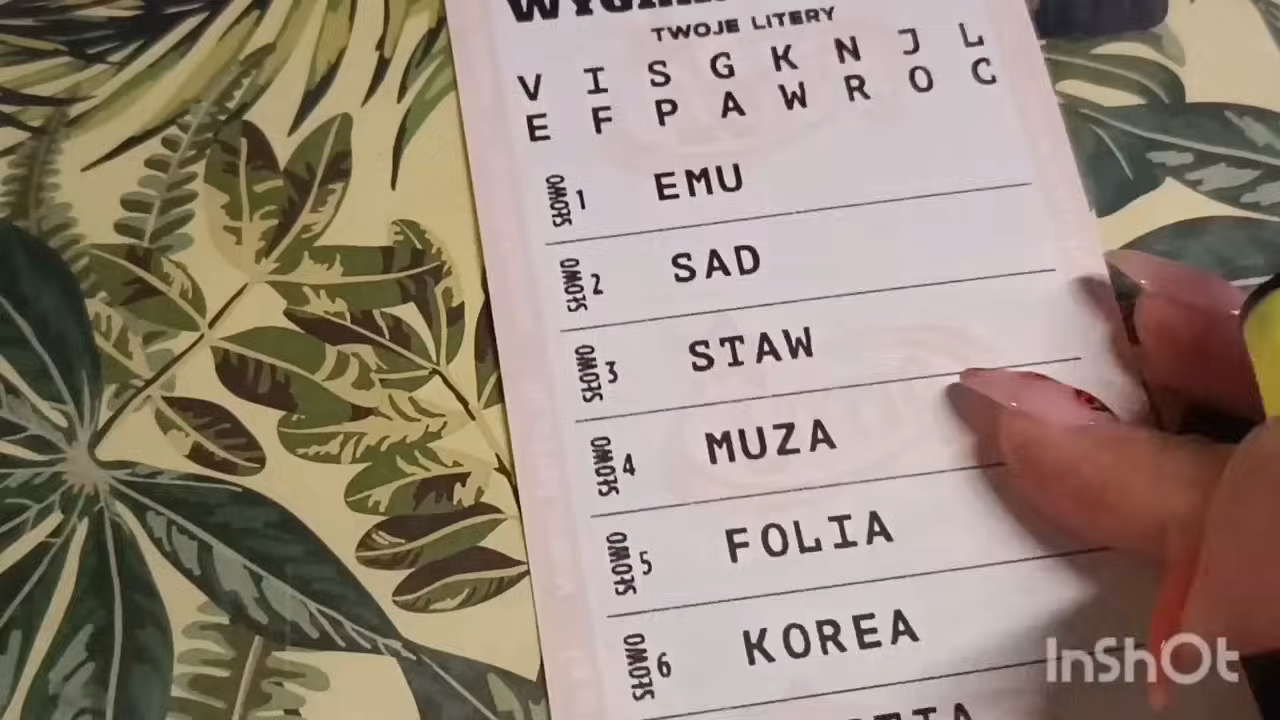 TWOJE LITERY
V I S G K N J L
E F P A W R O C
SŁOWO 1 EMU
SŁOWO 2 SAD
SŁOWO 3 STAW
SŁOWO 4 MUZA
SŁOWO 5 FOLIA
SŁOWO 6 KOREA
InShOt